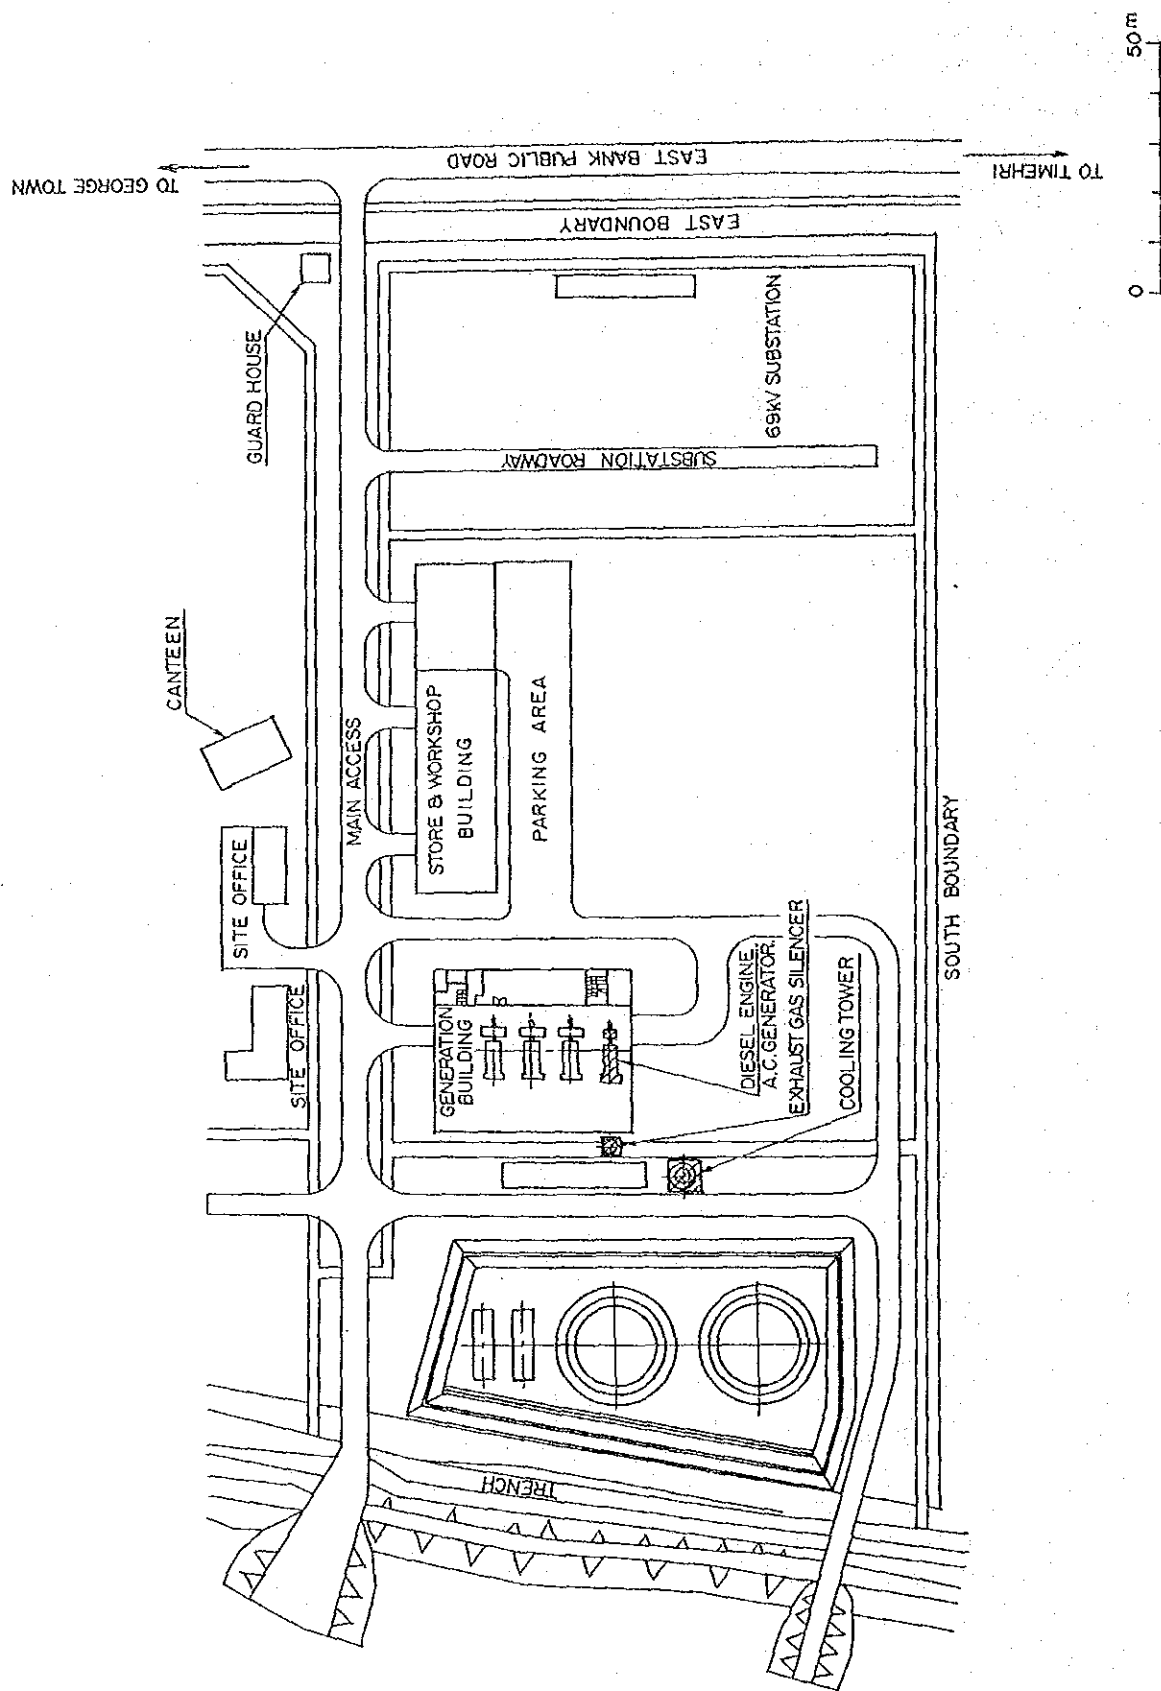 TO GEORGE TOWN
EAST BANK PUBLIC ROAD
TO TIMEHRI
EAST BOUNDARY
GUARD HOUSE
69kV SUBSTATION
SUBSTATION ROADWAY
CANTEEN
MAIN ACCESS
STORE & WORKSHOP
BUILDING
PARKING AREA
SITE OFFICE
SITE OFFICE
GENERATION
BUILDING
DIESEL ENGINE,
A.C.GENERATOR
EXHAUST GAS SILENCER
COOLING TOWER
SOUTH BOUNDARY
TRENCH
0 50m